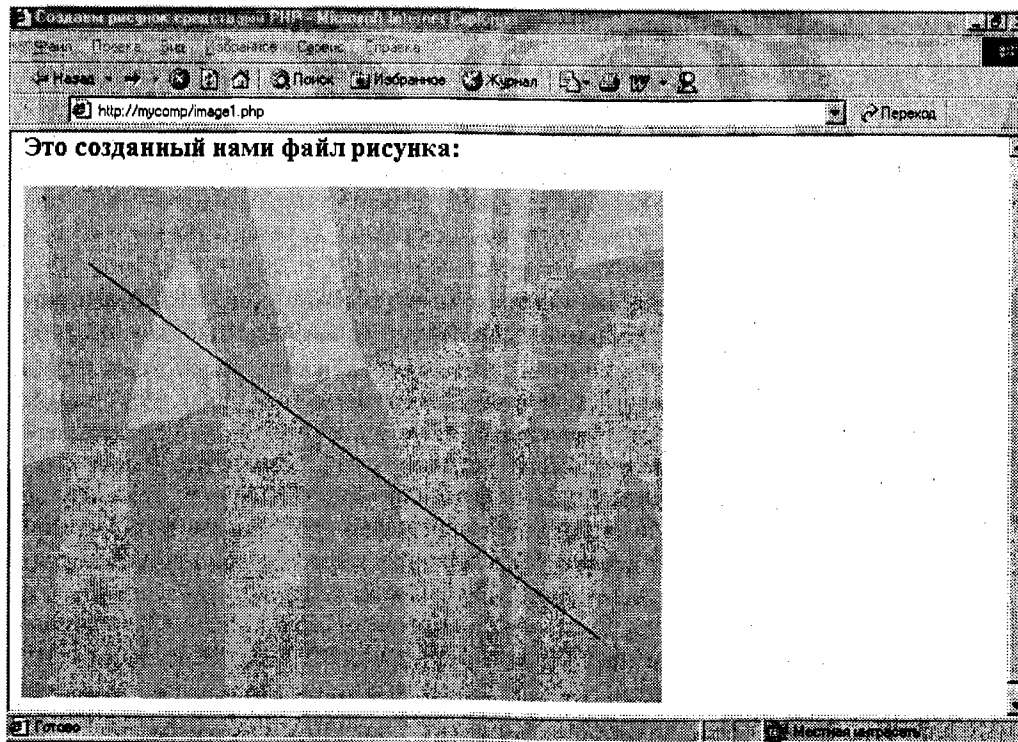 Создаем рисунок средствами PHP - Microsoft Internet Explorer
Файл Правка Вид Избранное Сервис Справка
Назад Поиск Избранное Журнал
http://mycomp/image1.php Переход
Это созданный нами файл рисунка:
Готово Местная интрасеть